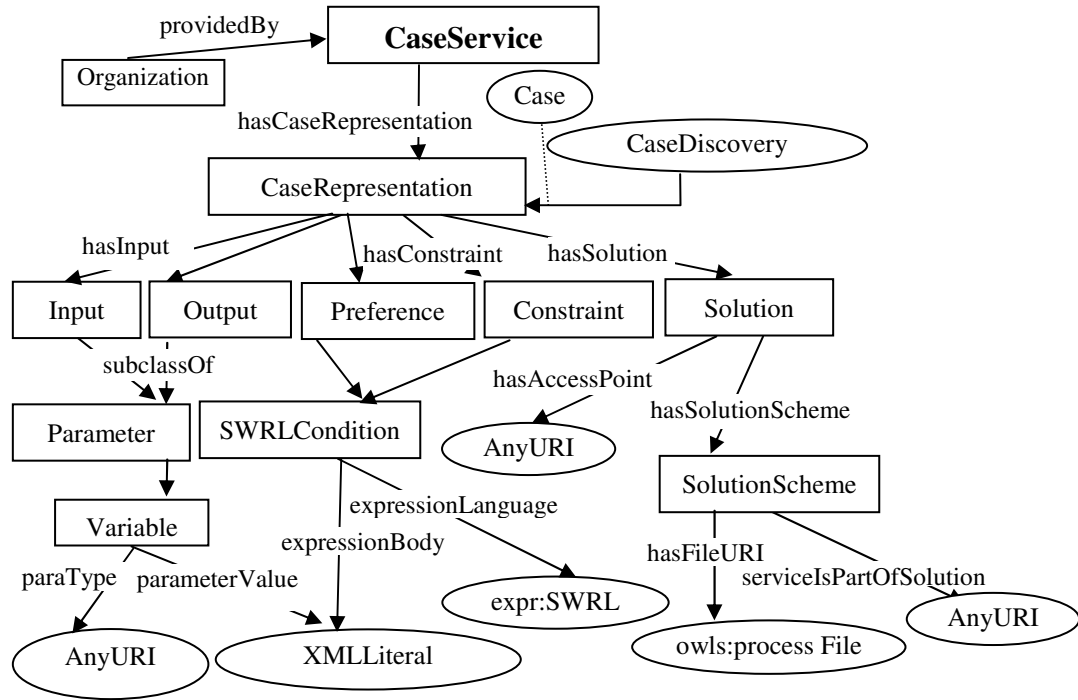 providedBy
CaseService
Organization
Case
hasCaseRepresentation
CaseDiscovery
CaseRepresentation
hasInput
hasConstraint
hasSolution
Input
Output
Preference
Constraint
Solution
subclassOf
hasAccessPoint
hasSolutionScheme
Parameter
SWRLCondition
AnyURI
SolutionScheme
Variable
expressionLanguage
expressionBody
hasFileURI
paraType
parameterValue
serviceIsPartOfSolution
expr:SWRL
AnyURI
AnyURI
XMLLiteral
owls:process File